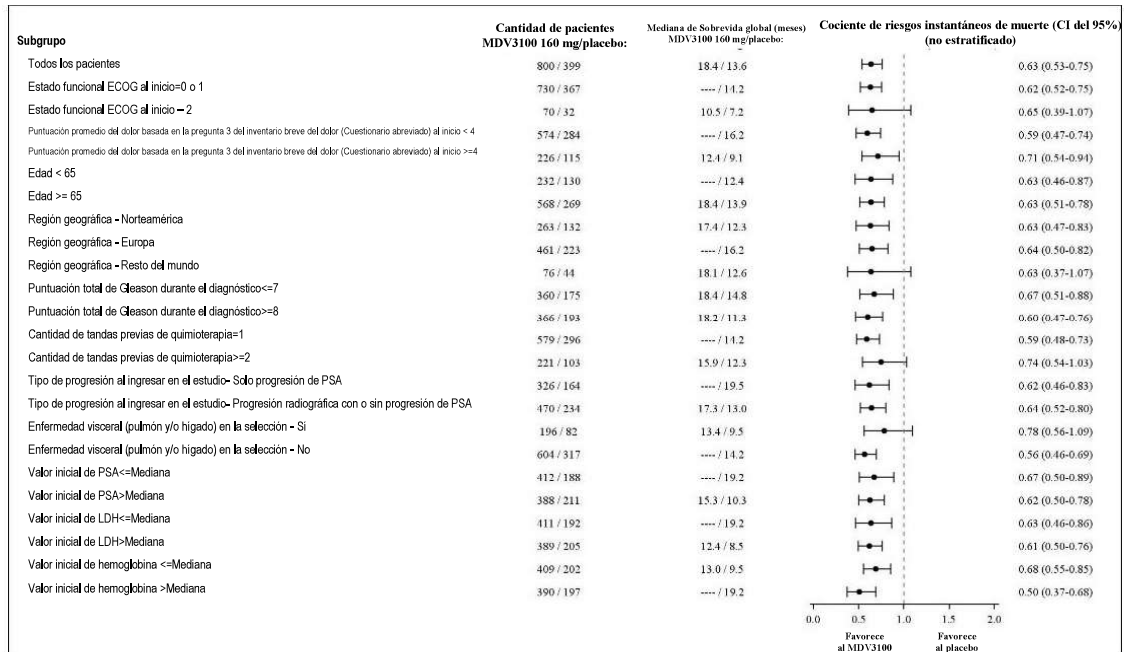 Subgrupo Cantidad de pacientes MDV3100 160 mg/placebo: Mediana de Sobrevida global (meses) MDV3100 160 mg/placebo: Cociente de riesgos instantáneos de muerte (CI del 95%) (no estratificado)
Todos los pacientes 800 / 399 18.4 / 13.6 0.63 (0.53-0.75)
Estado funcional ECOG al inicio=0 o 1 730 / 367 ---- / 14.2 0.62 (0.52-0.75)
Estado funcional ECOG al inicio – 2 70 / 32 10.5 / 7.2 0.65 (0.39-1.07)
Puntuación promedio del dolor basada en la pregunta 3 del inventario breve del dolor (Cuestionario abreviado) al inicio < 4 574 / 284 ---- / 16.2 0.59 (0.47-0.74)
Puntuación promedio del dolor basada en la pregunta 3 del inventario breve del dolor (Cuestionario abreviado) al inicio >=4 226 / 115 12.4 / 9.1 0.71 (0.54-0.94)
Edad < 65 232 / 130 ---- / 12.4 0.63 (0.46-0.87)
Edad >= 65 568 / 269 18.4 / 13.9 0.63 (0.51-0.78)
Región geográfica - Norteamérica 263 / 132 17.4 / 12.3 0.63 (0.47-0.83)
Región geográfica - Europa 461 / 223 ---- / 16.2 0.64 (0.50-0.82)
Región geográfica - Resto del mundo 76 / 44 18.1 / 12.6 0.63 (0.37-1.07)
Puntuación total de Gleason durante el diagnóstico<=7 360 / 175 18.4 / 14.8 0.67 (0.51-0.88)
Puntuación total de Gleason durante el diagnóstico>=8 366 / 193 18.2 / 11.3 0.60 (0.47-0.76)
Cantidad de tandas previas de quimioterapia=1 579 / 296 ---- / 14.2 0.59 (0.48-0.73)
Cantidad de tandas previas de quimioterapia>=2 221 / 103 15.9 / 12.3 0.74 (0.54-1.03)
Tipo de progresión al ingresar en el estudio- Solo progresión de PSA 326 / 164 ---- / 19.5 0.62 (0.46-0.83)
Tipo de progresión al ingresar en el estudio- Progresión radiográfica con o sin progresión de PSA 470 / 234 17.3 / 13.0 0.64 (0.52-0.80)
Enfermedad visceral (pulmón y/o hígado) en la selección - Si 196 / 82 13.4 / 9.5 0.78 (0.56-1.09)
Enfermedad visceral (pulmón y/o hígado) en la selección - No 604 / 317 ---- / 14.2 0.56 (0.46-0.69)
Valor inicial de PSA<=Mediana 412 / 188 ---- / 19.2 0.67 (0.50-0.89)
Valor inicial de PSA>Mediana 388 / 211 15.3 / 10.3 0.62 (0.50-0.78)
Valor inicial de LDH<=Mediana 411 / 192 ---- / 19.2 0.63 (0.46-0.86)
Valor inicial de LDH>Mediana 389 / 205 12.4 / 8.5 0.61 (0.50-0.76)
Valor inicial de hemoglobina <=Mediana 409 / 202 13.0 / 9.5 0.68 (0.55-0.85)
Valor inicial de hemoglobina >Mediana 390 / 197 ---- / 19.2 0.50 (0.37-0.68)
0.0 0.5 1.0 1.5 2.0
Favorece al MDV3100 Favorece al placebo